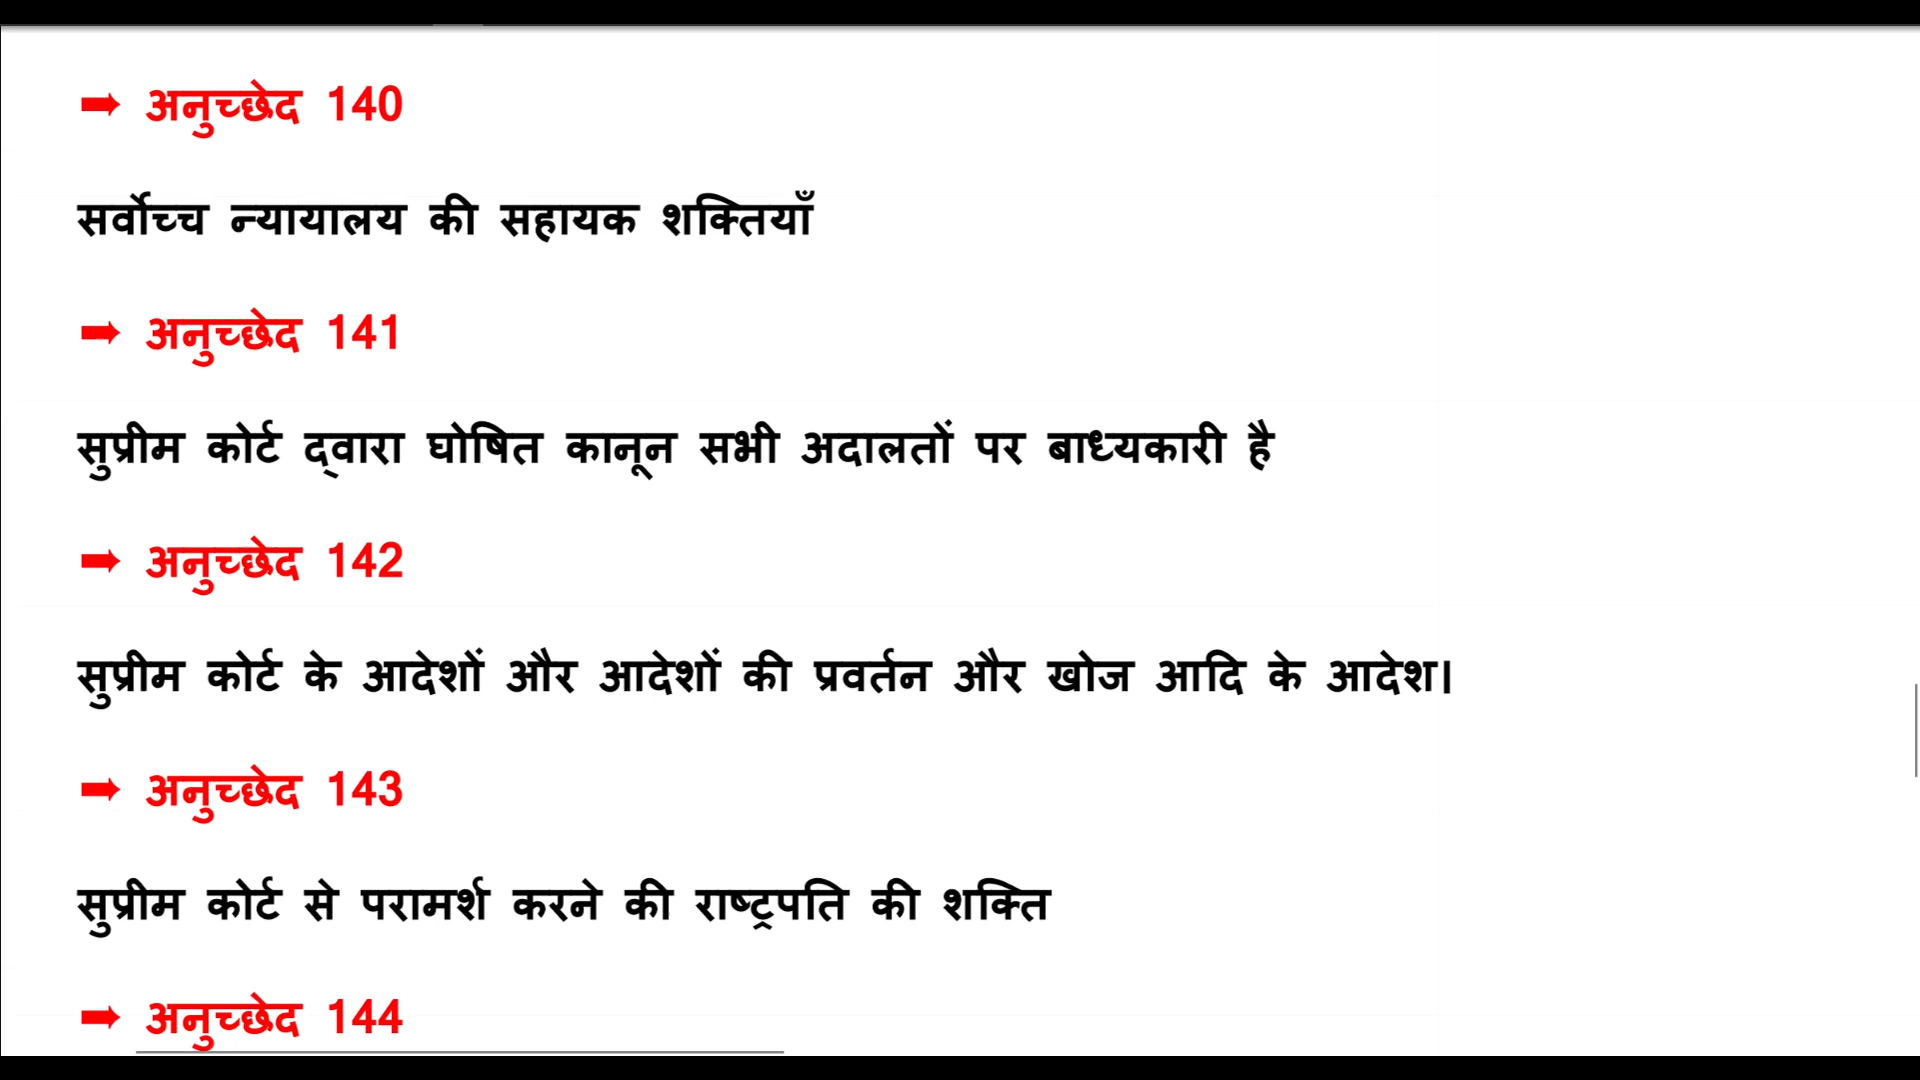 ➡ अनुच्छेद 140
सर्वोच्च न्यायालय की सहायक शक्तियाँ
➡ अनुच्छेद 141
सुप्रीम कोर्ट द्वारा घोषित कानून सभी अदालतों पर बाध्यकारी है
➡ अनुच्छेद 142
सुप्रीम कोर्ट के आदेशों और आदेशों की प्रवर्तन और खोज आदि के आदेश।
➡ अनुच्छेद 143
सुप्रीम कोर्ट से परामर्श करने की राष्ट्रपति की शक्ति
➡ अनुच्छेद 144